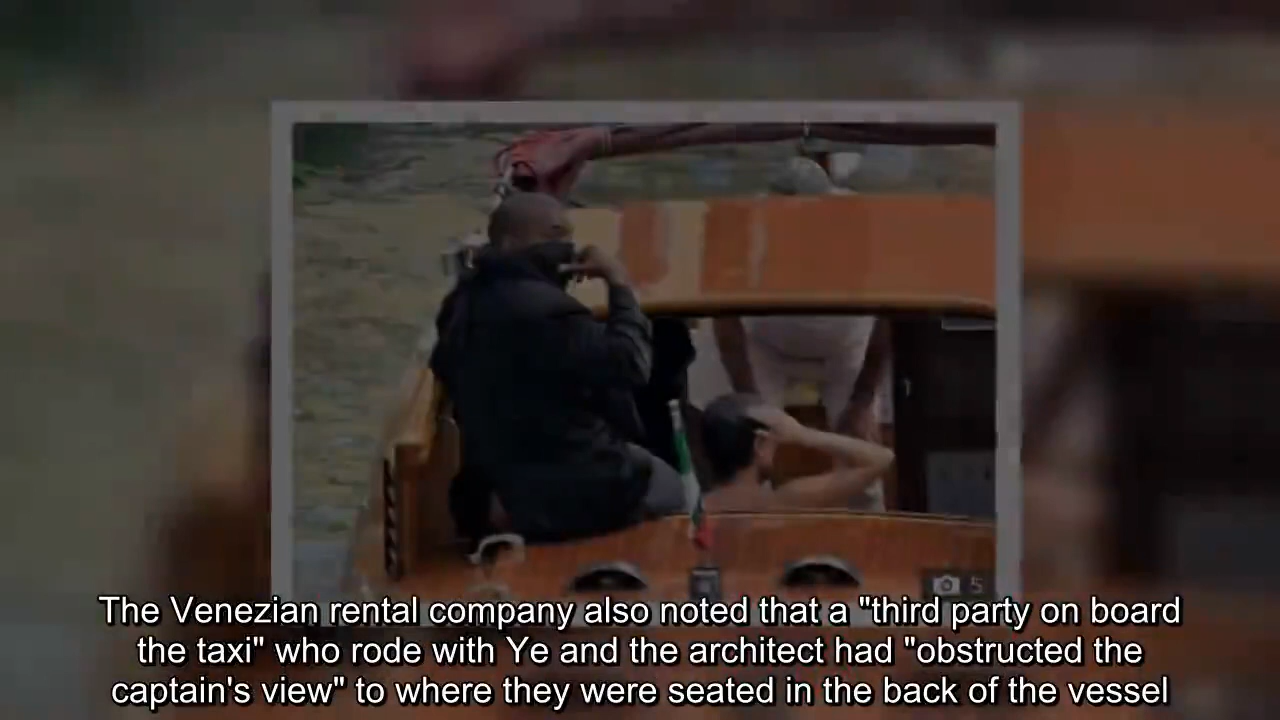 5
The Venezian rental company also noted that a "third party on board
the taxi" who rode with Ye and the architect had "obstructed the
captain's view" to where they were seated in the back of the vessel